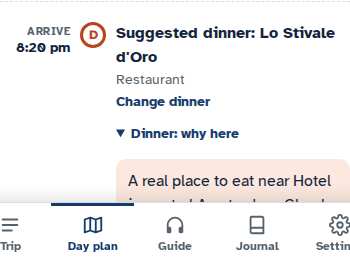 ARRIVE
8:20 pm
D
Suggested dinner: Lo Stivale
d'Oro
Restaurant
Change dinner
▼ Dinner: why here
A real place to eat near Hotel
Trip
Day plan
Guide
Journal